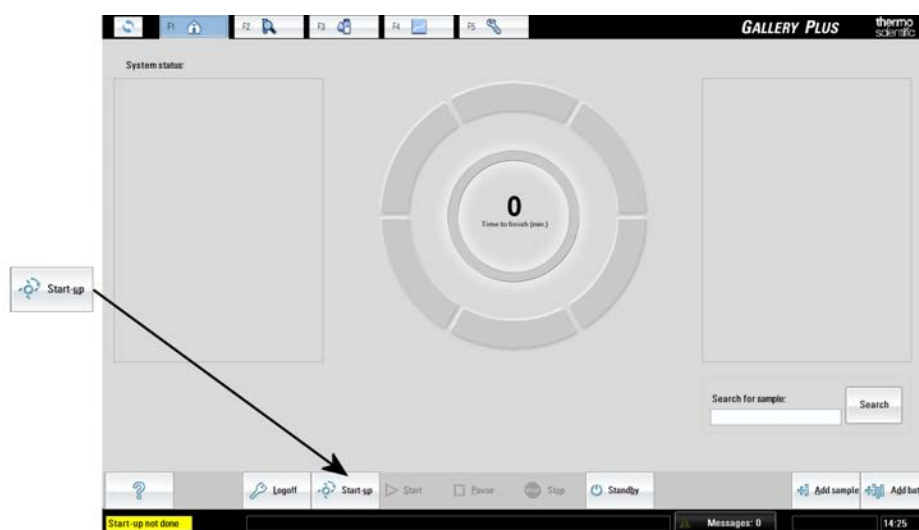 F1
F2
F3
F4
F5
GALLERY PLUS
thermo
scientific
System status:
0
Time to finish (min.)
Start-up
Search for sample:
Search
?
Logoff
Start-up
Start
Pause
STOP
Stop
Standby
Add sample
Add bat
Start-up not done
Messages: 0
14:25